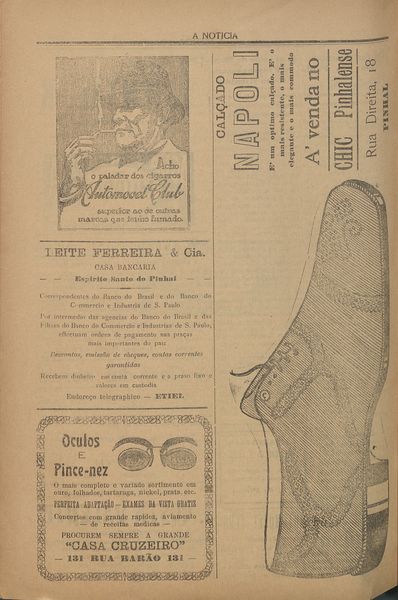 A NOTICIA
Acho
o paladar dos cigarros
Automovel Club
superior ao de outras
marcas que tenho fumado.
LEITE FERREIRA & Cia.
CASA BANCARIA
— — Espirito Santo do Pinhal — —
Correspondentes do Banco do Brasil e do Banco do
Commercio e Industria de S. Paulo
Por intermedio das agencias do Banco do Brasil e das
Filiaes do Banco do Commercio e Industrias de S. Paulo,
effectuam ordens de pagamento nas praças
mais importantes do paiz
Descontos, emissão de cheques, contas correntes
garantidas
Recebem dinheiro em conta corrente e a praso fixo e
valores em custodia
Endereço telegraphico — ETIEL
Oculos
E
Pince-nez
O mais completo e variado sortimento em
ouro, folhados, tartaruga, nickel, prata, etc.
PERFEITA ADAPTAÇÃO — EXAMES DA VISTA GRATIS
Concertos com grande rapidez, aviamento
— de receitas medicas —
PROCUREM SEMPRE A GRANDE
"CASA CRUZEIRO"
— 131 RUA BARÃO 131 —
CALÇADO
NAPOLI
E' um optimo calçado. E' o
mais resistente, o mais
elegante e o mais commodo
A' venda no
CHIC Pinhalense
Rua Direita, 18
PINHAL